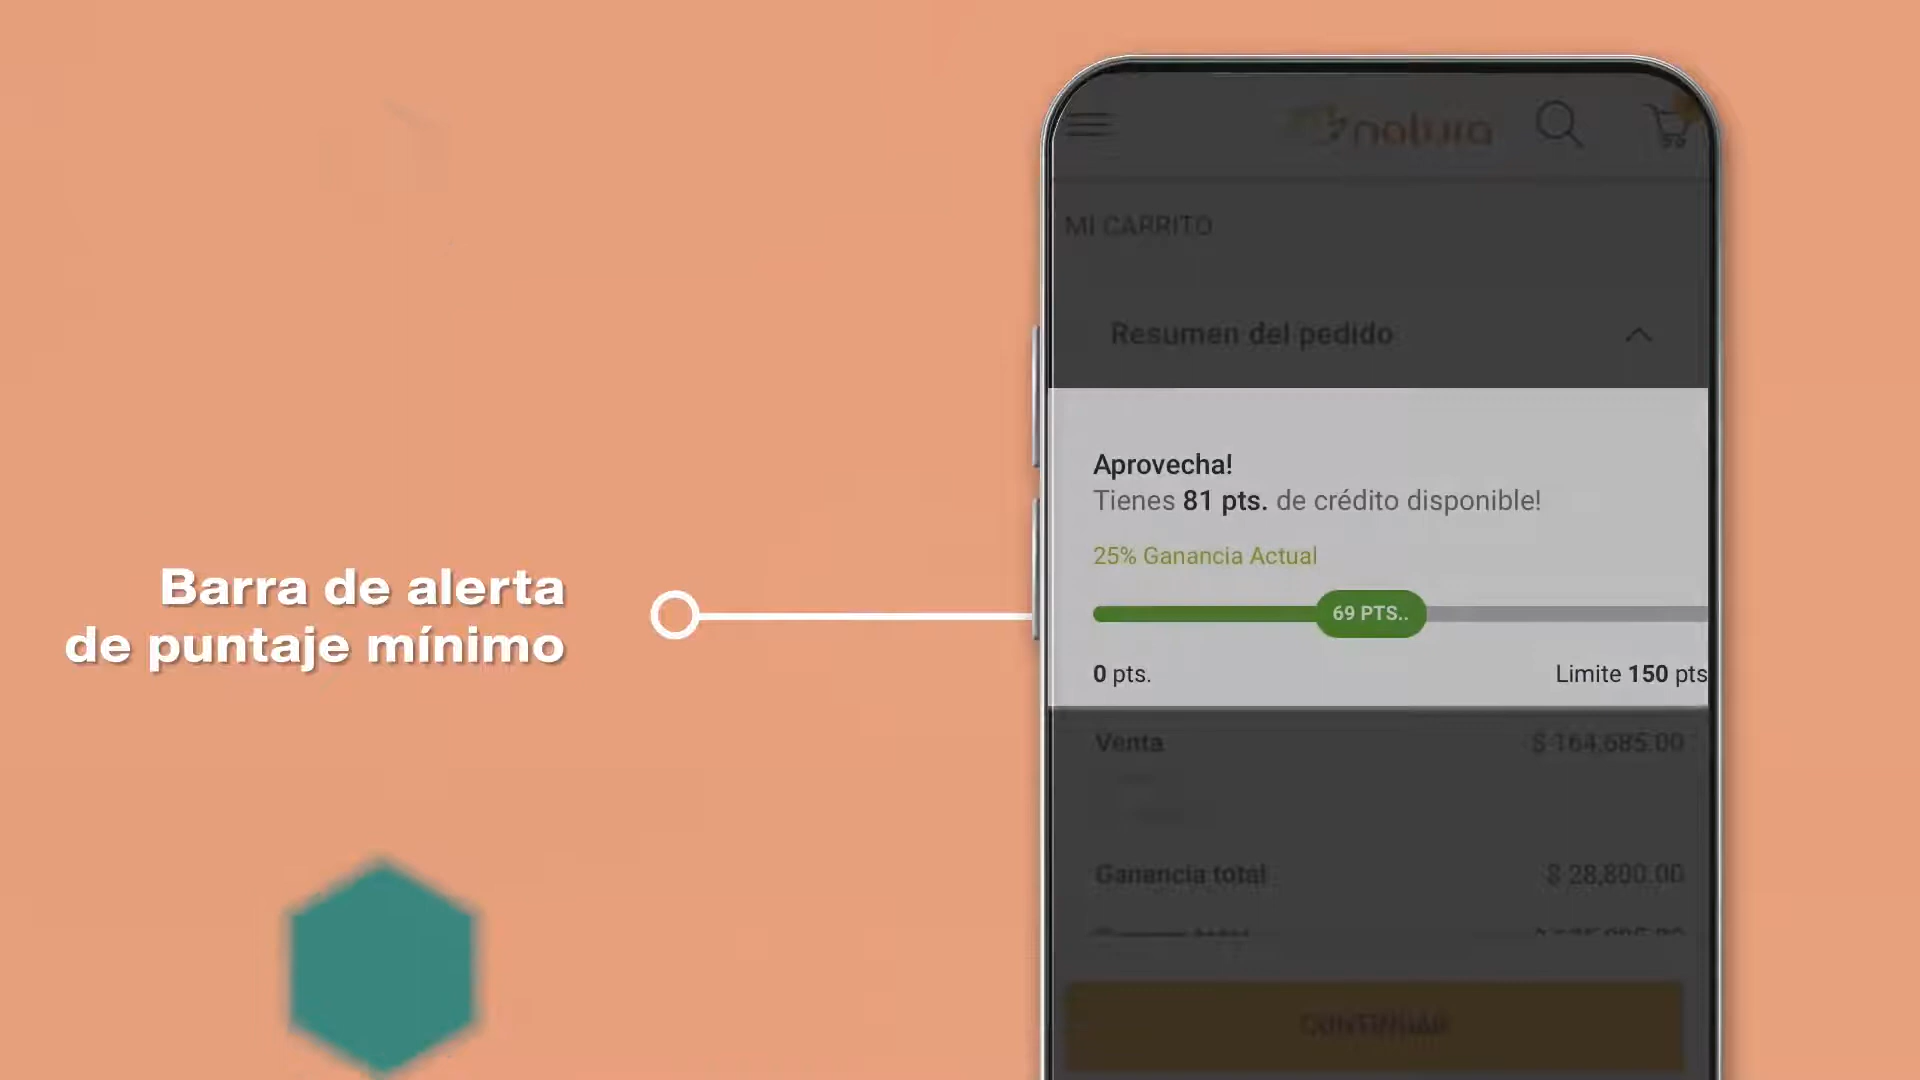 natura
MI CARRITO
Resumen del pedido
Aprovecha!
Tienes 81 pts. de crédito disponible!
25% Ganancia Actual
69 PTS..
0 pts.
Limite 150 pts
Barra de alerta
de puntaje mínimo
Venta
$ 164,685.00
Ganancia total
$ 28,800.00
CONTINUAR